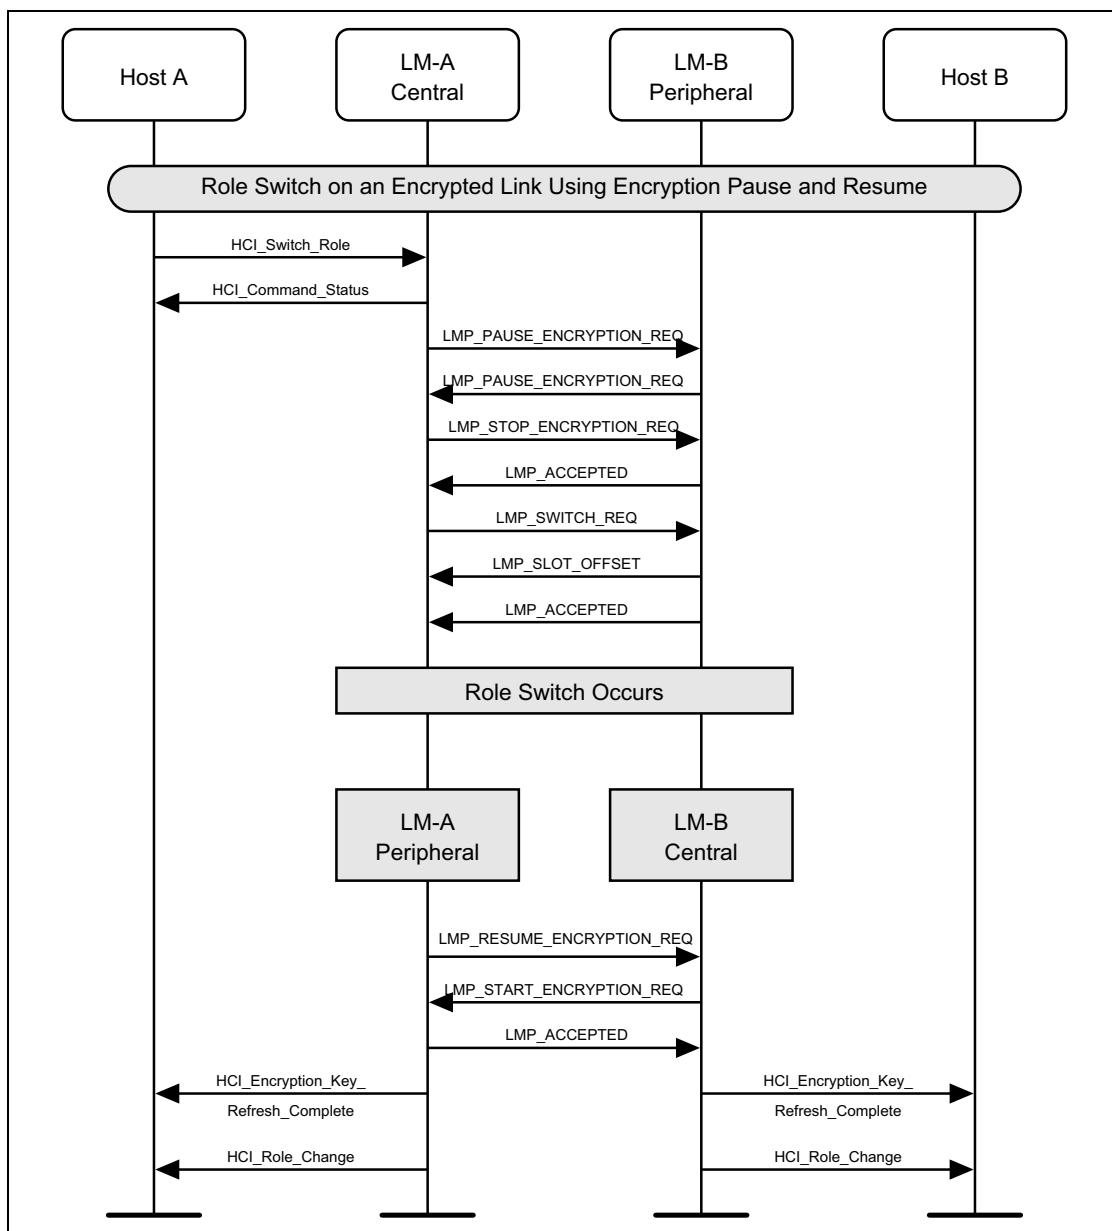 Host A
LM-A
Central
LM-B
Peripheral
Host B
Role Switch on an Encrypted Link Using Encryption Pause and Resume
HCI_Switch_Role
HCI_Command_Status
LMP_PAUSE_ENCRYPTION_REQ
LMP_PAUSE_ENCRYPTION_REQ
LMP_STOP_ENCRYPTION_REQ
LMP_ACCEPTED
LMP_SWITCH_REQ
LMP_SLOT_OFFSET
LMP_ACCEPTED
Role Switch Occurs
LM-A
Peripheral
LM-B
Central
LMP_RESUME_ENCRYPTION_REQ
LMP_START_ENCRYPTION_REQ
LMP_ACCEPTED
HCI_Encryption_Key_
Refresh_Complete
HCI_Encryption_Key_
Refresh_Complete
HCI_Role_Change
HCI_Role_Change